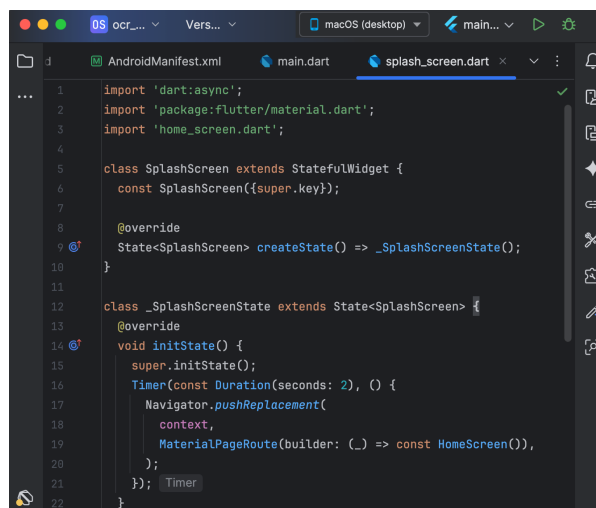 OS ocr_... Vers... macOS (desktop) main...
d AndroidManifest.xml main.dart splash_screen.dart
1 import 'dart:async';
2 import 'package:flutter/material.dart';
3 import 'home_screen.dart';
4
5 class SplashScreen extends StatefulWidget {
6 const SplashScreen({super.key});
7
8 @override
9 State<SplashScreen> createState() => _SplashScreenState();
10 }
11
12 class _SplashScreenState extends State<SplashScreen> {
13 @override
14 void initState() {
15 super.initState();
16 Timer(const Duration(seconds: 2), () {
17 Navigator.pushReplacement(
18 context,
19 MaterialPageRoute(builder: (_) => const HomeScreen()),
20 );
21 }); Timer
22 }